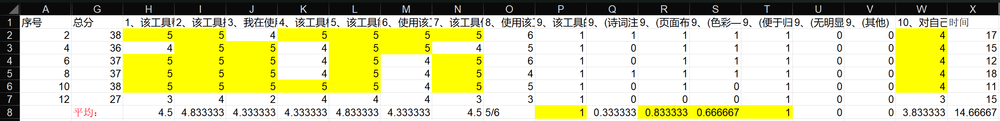 A G H I J K L M N O P Q R S T U V W X
1 序号 总分 1、该工具 2、该工具 3、我在使 4、该工具 5、该工具 6、使用该 7、该工具 8、使用该 9、该工具的 9、(诗词注 9、(页面布 9、(色彩— 9、(便于归 9、(无明显 9、(其他) 10、对自己 时间
2 2 38 5 5 4 5 5 5 5 6 1 1 1 1 1 0 0 4 17
3 4 36 4 5 5 4 5 5 4 5 1 0 1 1 1 0 0 4 15
4 6 37 5 5 5 4 5 4 5 6 1 0 1 1 1 0 0 4 12
5 8 37 5 5 5 4 5 4 5 4 1 1 1 1 1 0 0 4 18
6 10 38 5 5 5 5 5 4 5 5 1 0 1 0 1 0 0 4 11
7 12 27 3 4 2 4 4 4 3 3 1 0 0 0 1 0 0 3 15
8 平均： 4.5 4.833333 4.333333 4.333333 4.833333 4.333333 4.5 5/6 1 0.333333 0.833333 0.666667 1 0 0 3.833333 14.66667